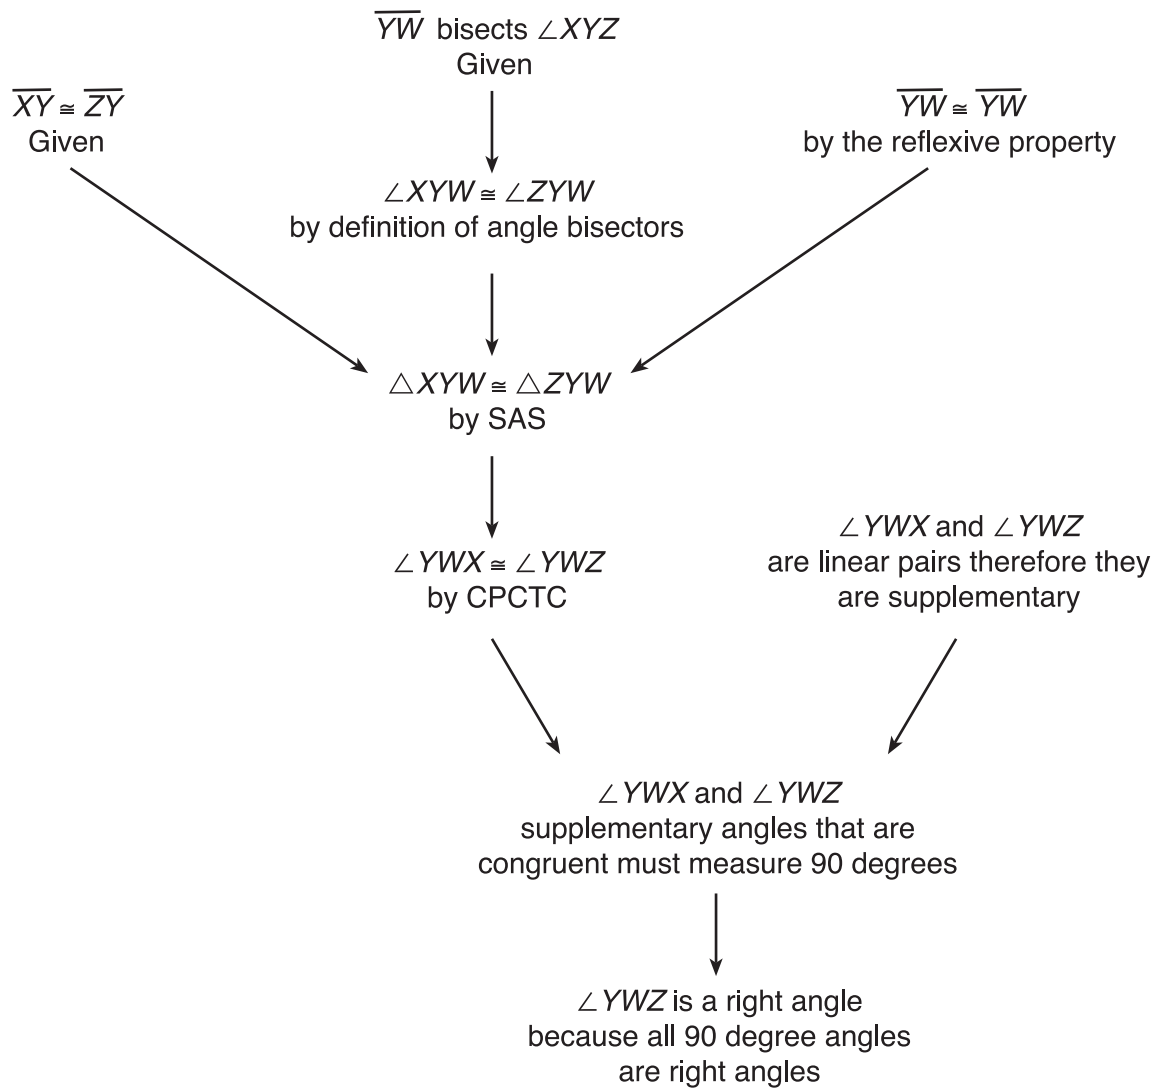 YW bisects ∠XYZ
Given
XY ≅ ZY
Given
YW ≅ YW
by the reflexive property
∠XYW ≅ ∠ZYW
by definition of angle bisectors
△XYW ≅ △ZYW
by SAS
∠YWX ≅ ∠YWZ
by CPCTC
∠YWX and ∠YWZ
are linear pairs therefore they
are supplementary
∠YWX and ∠YWZ
supplementary angles that are
congruent must measure 90 degrees
∠YWZ is a right angle
because all 90 degree angles
are right angles